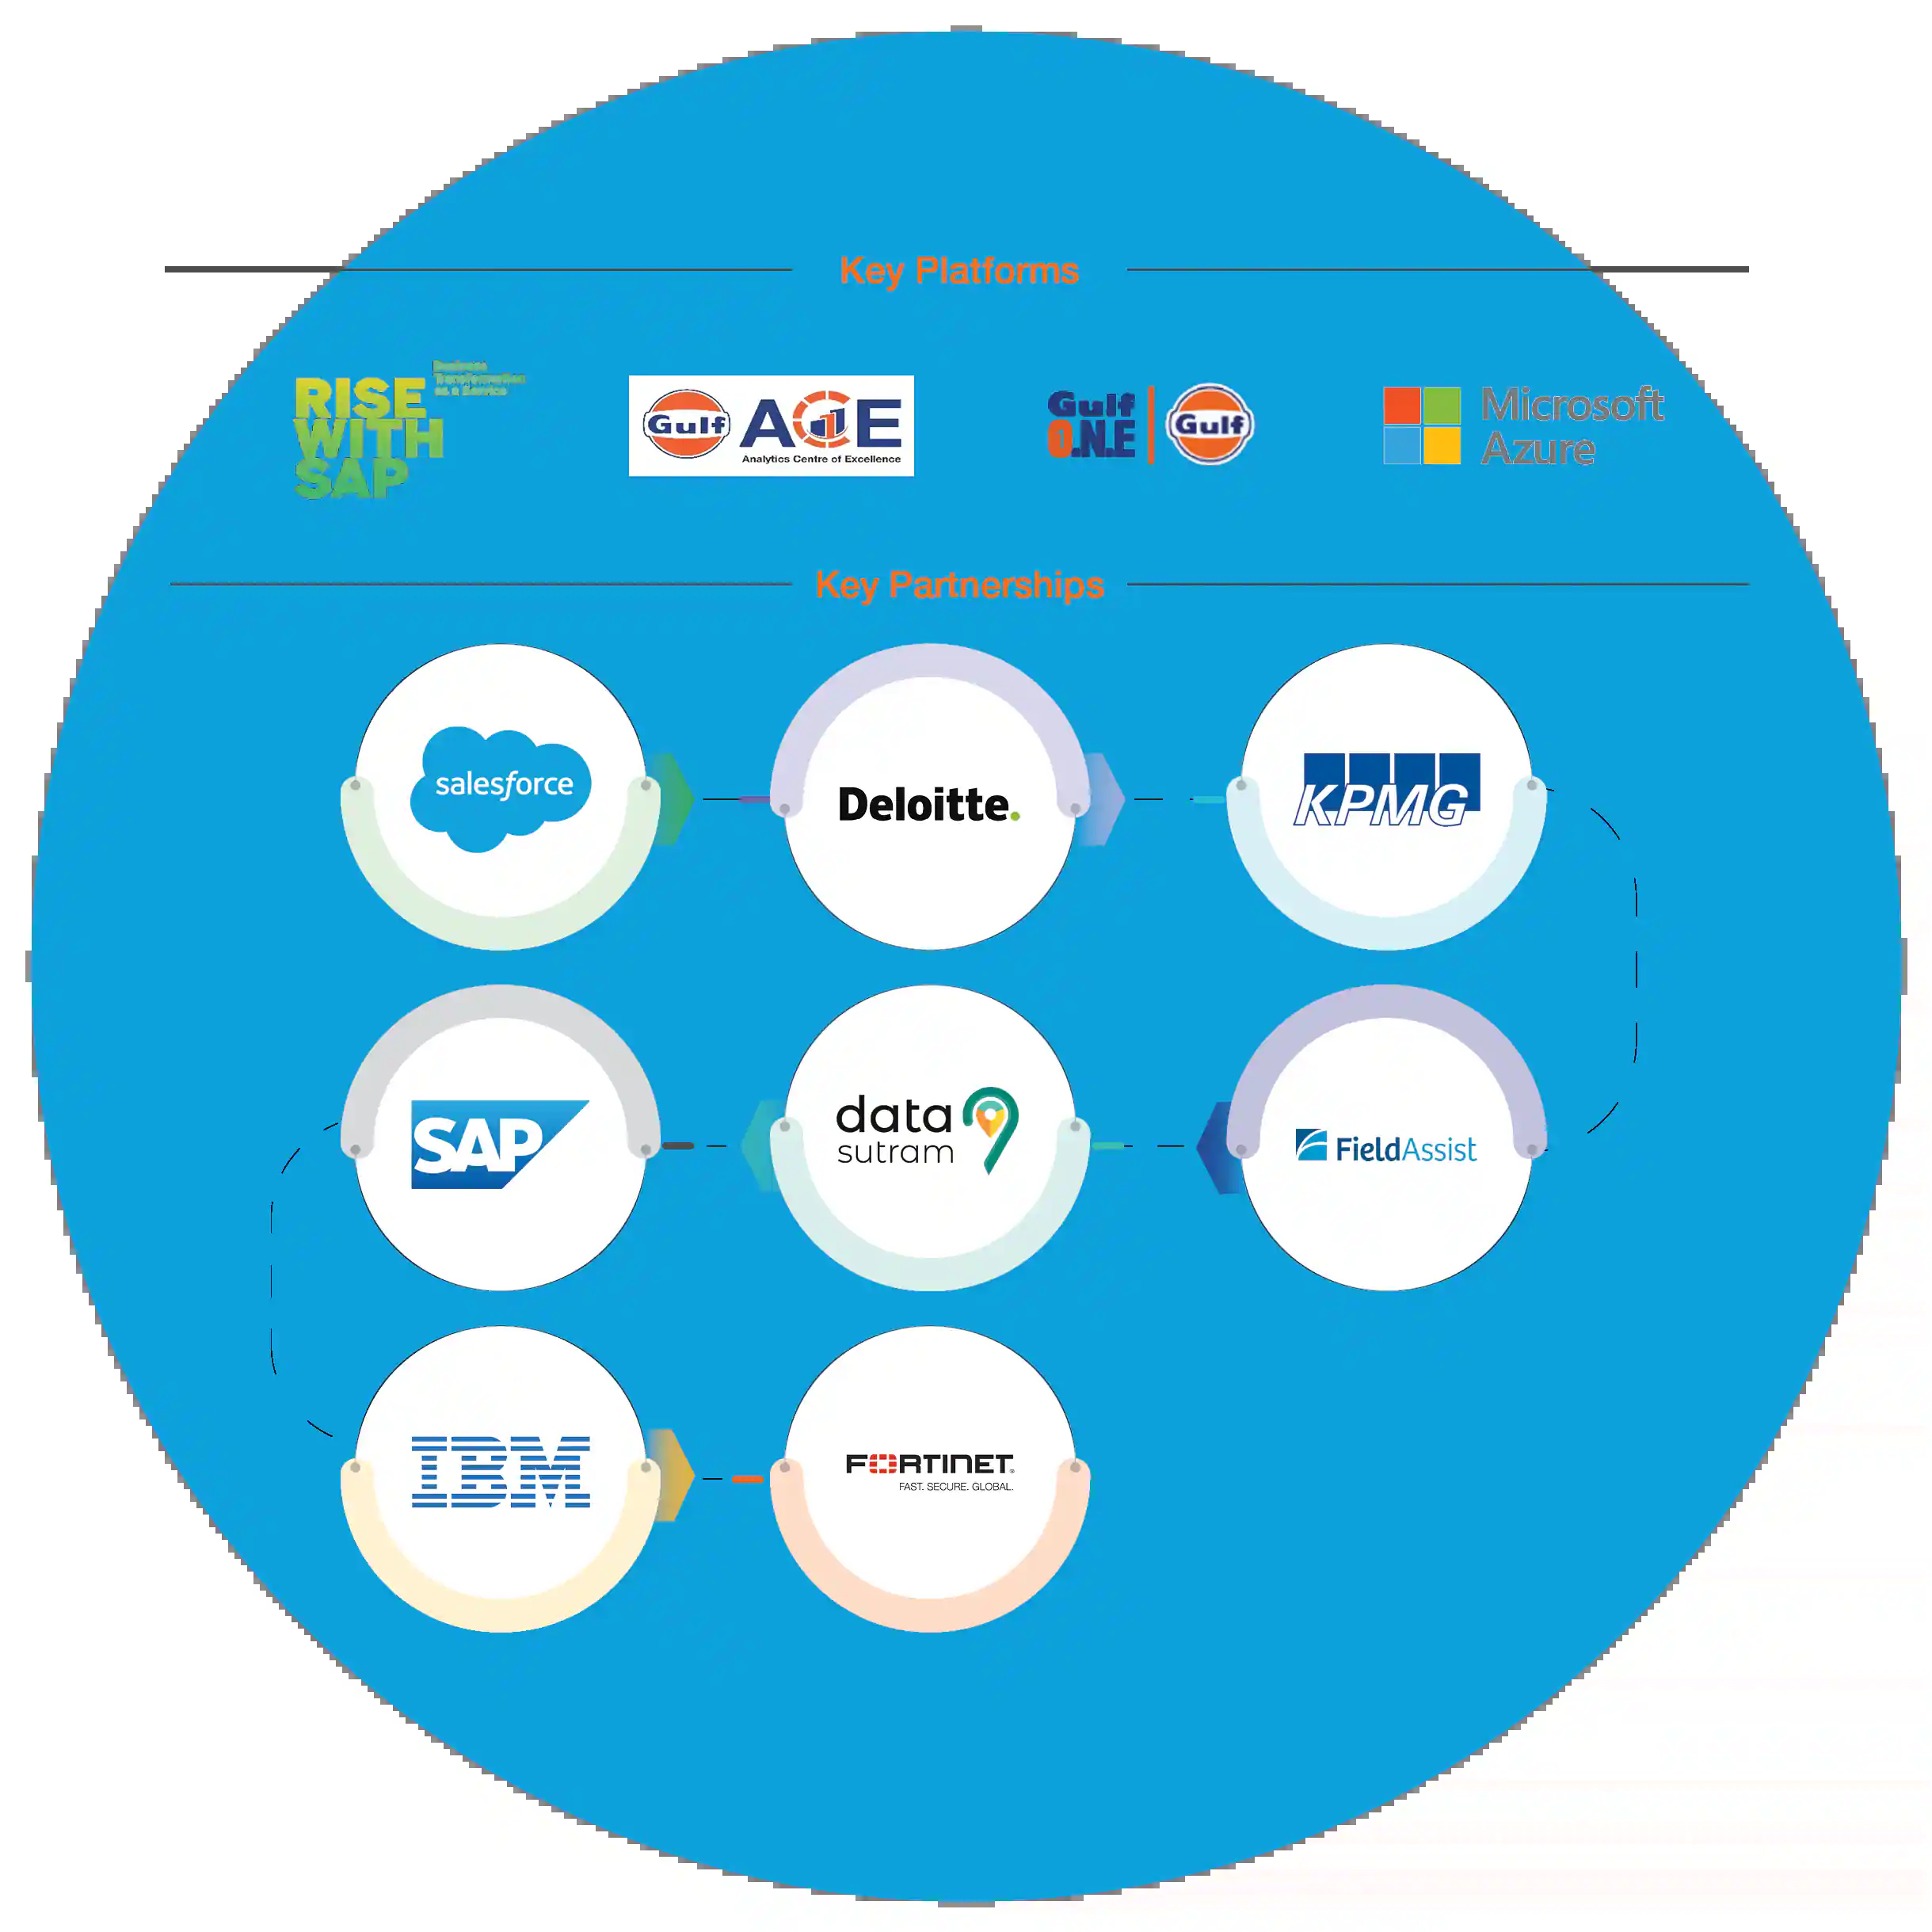 Key Platforms
RISE
WITH
SAP
Business
Transformation
as a Service
Gulf
ACE
Analytics Centre of Excellence
Gulf
O.N.E
Gulf
Microsoft
Azure
Key Partnerships
salesforce
Deloitte.
KPMG
SAP
data
sutram
FieldAssist
IBM
FORTINET
FAST. SECURE. GLOBAL.